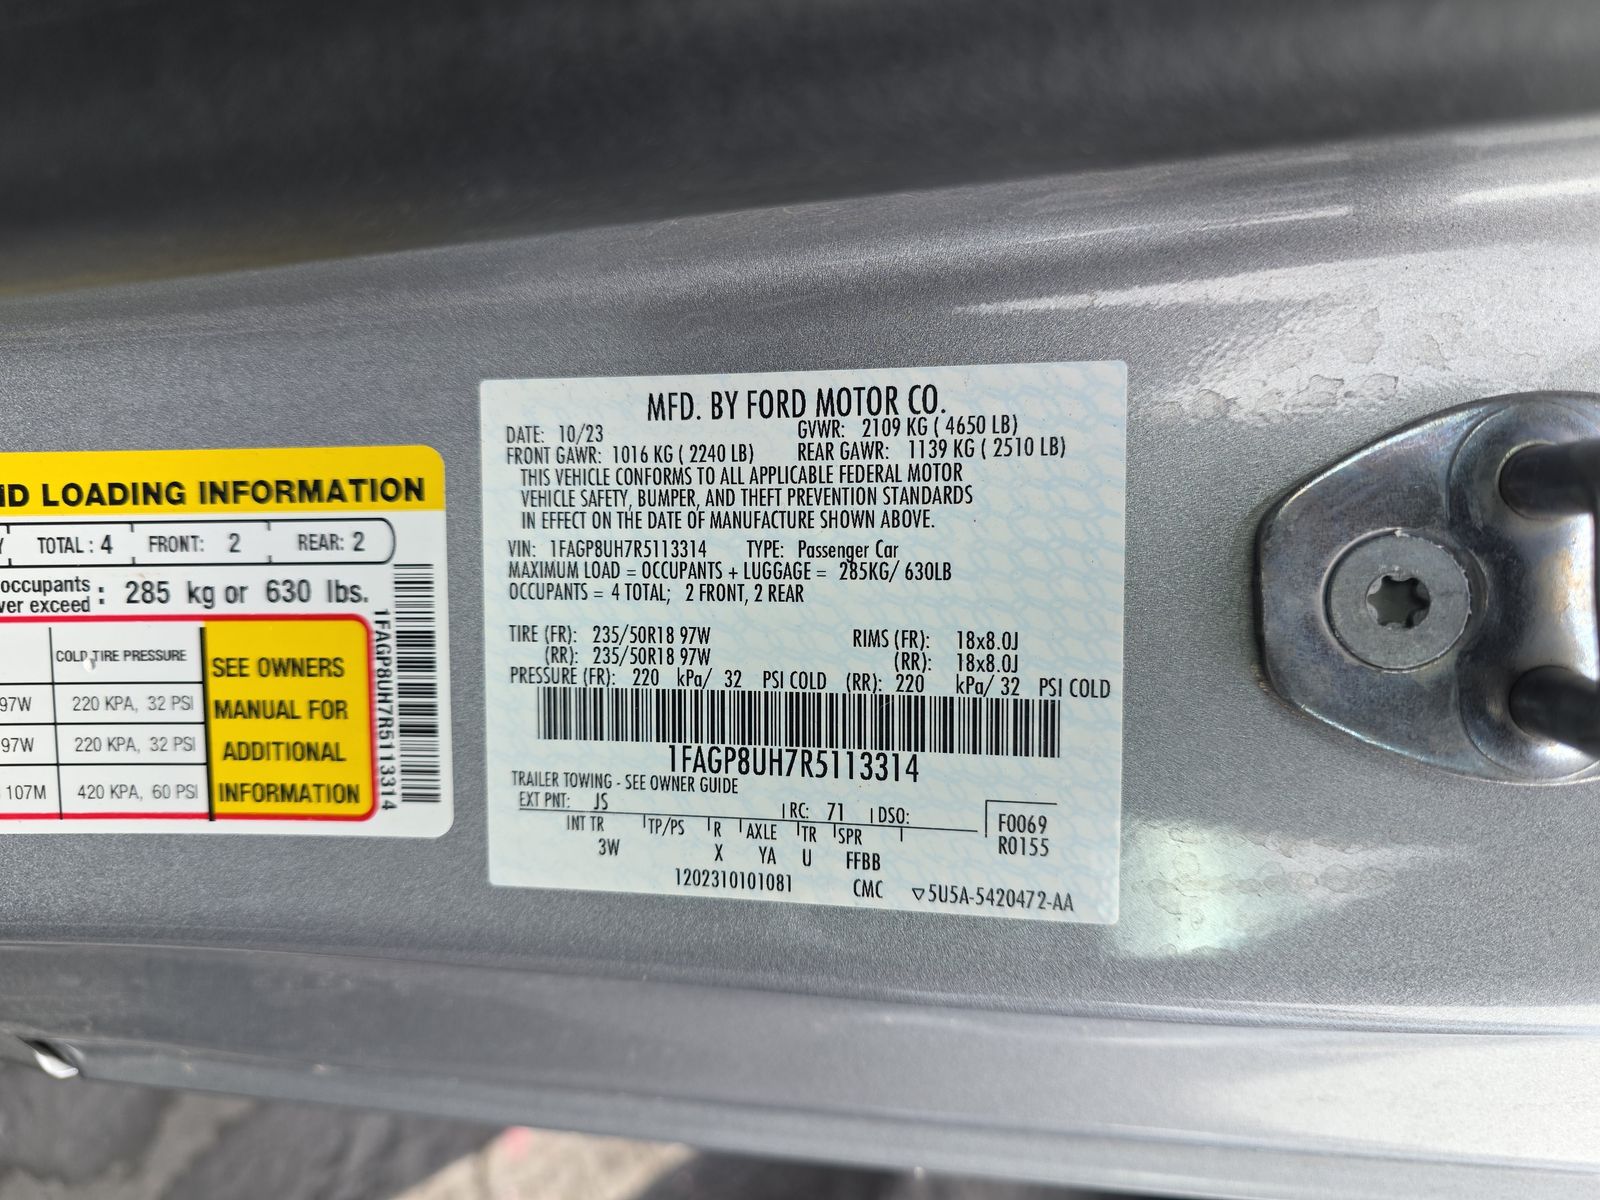 ND LOADING INFORMATION
Y TOTAL : 4 FRONT: 2 REAR: 2
occupants
ver exceed : 285 kg or 630 lbs.
COLD TIRE PRESSURE
97W 220 KPA, 32 PSI
97W 220 KPA, 32 PSI
107M 420 KPA, 60 PSI
SEE OWNERS
MANUAL FOR
ADDITIONAL
INFORMATION
1FAGP8UH7R5113314
MFD. BY FORD MOTOR CO.
DATE: 10/23 GVWR: 2109 KG ( 4650 LB)
FRONT GAWR: 1016 KG ( 2240 LB) REAR GAWR: 1139 KG ( 2510 LB)
THIS VEHICLE CONFORMS TO ALL APPLICABLE FEDERAL MOTOR
VEHICLE SAFETY, BUMPER, AND THEFT PREVENTION STANDARDS
IN EFFECT ON THE DATE OF MANUFACTURE SHOWN ABOVE.
VIN: 1FAGP8UH7R5113314 TYPE: Passenger Car
MAXIMUM LOAD = OCCUPANTS + LUGGAGE = 285KG/ 630LB
OCCUPANTS = 4 TOTAL; 2 FRONT, 2 REAR
TIRE (FR): 235/50R18 97W RIMS (FR): 18x8.0J
(RR): 235/50R18 97W (RR): 18x8.0J
PRESSURE (FR): 220 kPa/ 32 PSI COLD (RR): 220 kPa/ 32 PSI COLD
1FAGP8UH7R5113314
TRAILER TOWING - SEE OWNER GUIDE
EXT PNT: JS RC: 71 DSO:
INT TR TP/PS R AXLE TR SPR
3W X YA U FFBB
F0069
R0155
1202310101081 CMC ▽5U5A-5420472-AA